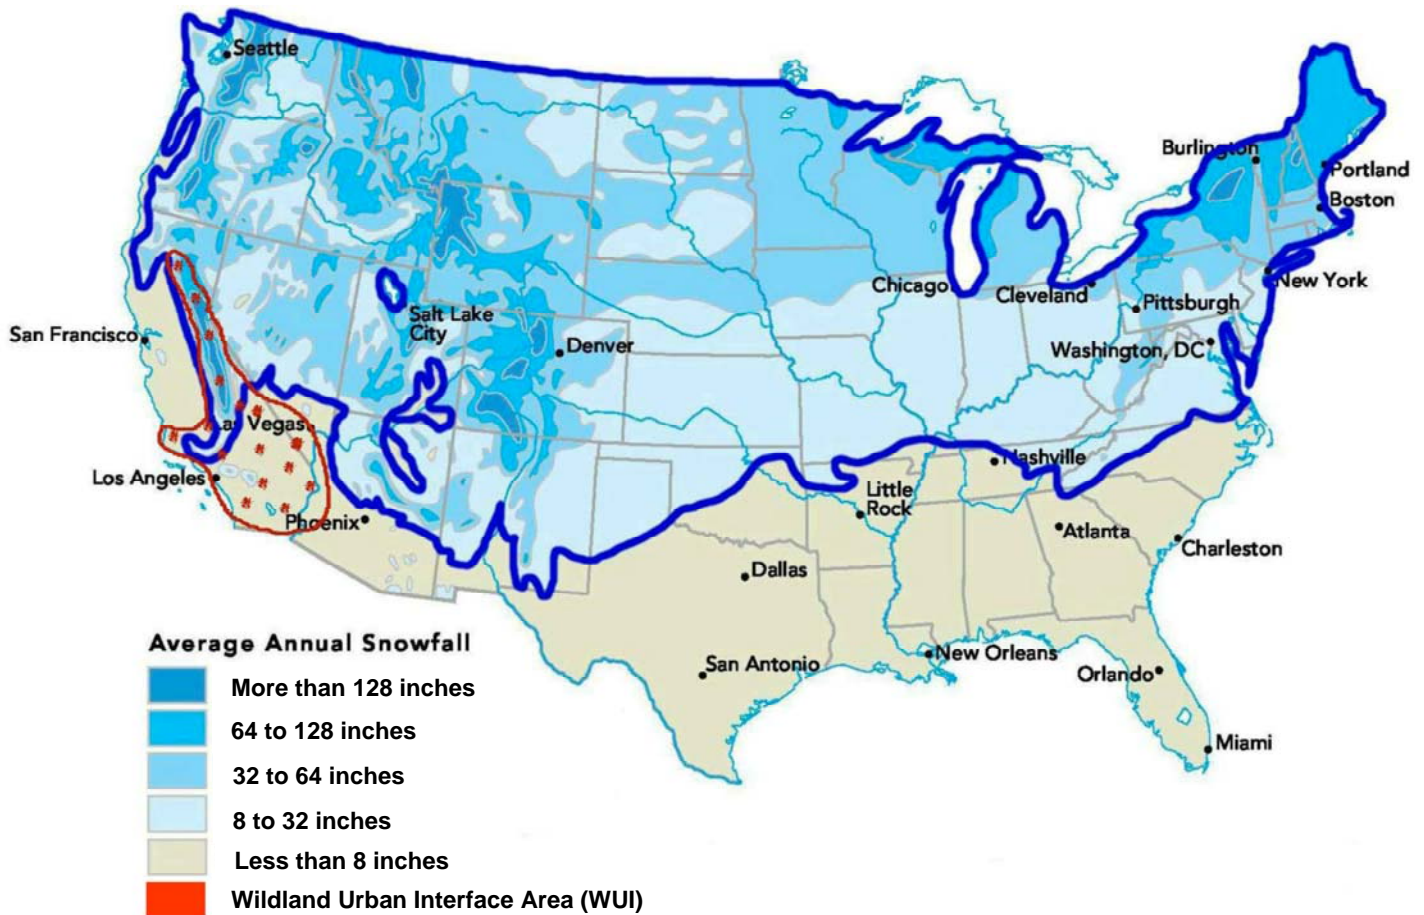 Seattle
Burlington
Portland
Boston
Chicago
Cleveland
New York
Salt Lake
City
Pittsburgh
San Francisco
Denver
Washington, DC
Las Vegas
Los Angeles
Nashville
Little
Rock
Phoenix
Atlanta
Charleston
Dallas
Average Annual Snowfall
New Orleans
San Antonio
Orlando
More than 128 inches
64 to 128 inches
Miami
32 to 64 inches
8 to 32 inches
Less than 8 inches
Wildland Urban Interface Area (WUI)